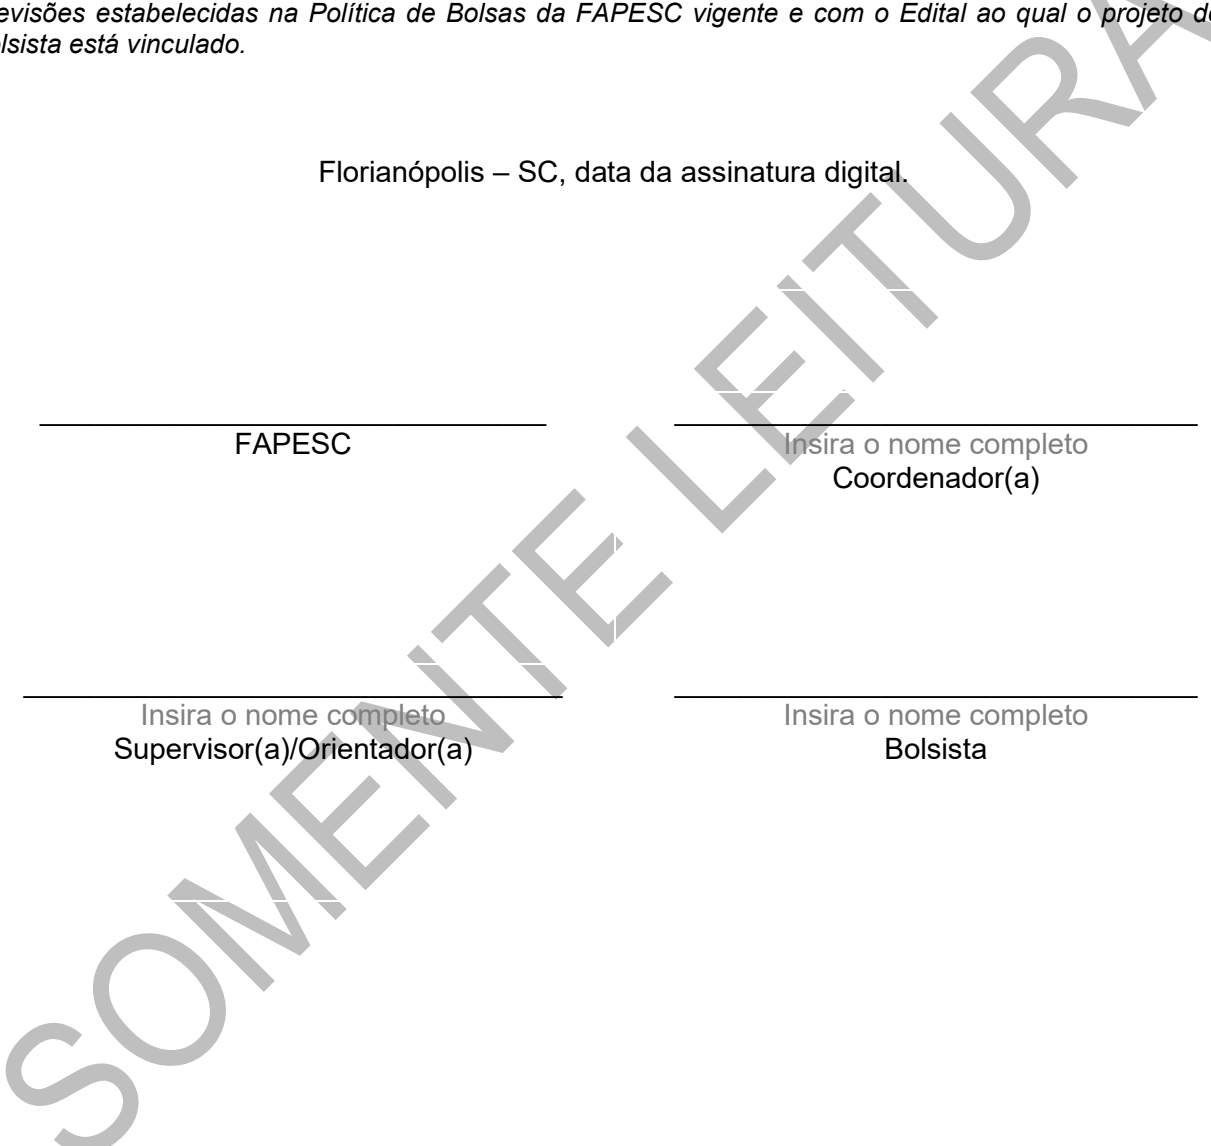 evisões estabelecidas na Política de Bolsas da FAPESC vigente e com o Edital ao qual o projeto do
olsista está vinculado.
Florianópolis – SC, data da assinatura digital.
FAPESC
Insira o nome completo
Coordenador(a)
Insira o nome completo
Supervisor(a)/Orientador(a)
Insira o nome completo
Bolsista
SOMENTE LEITURA